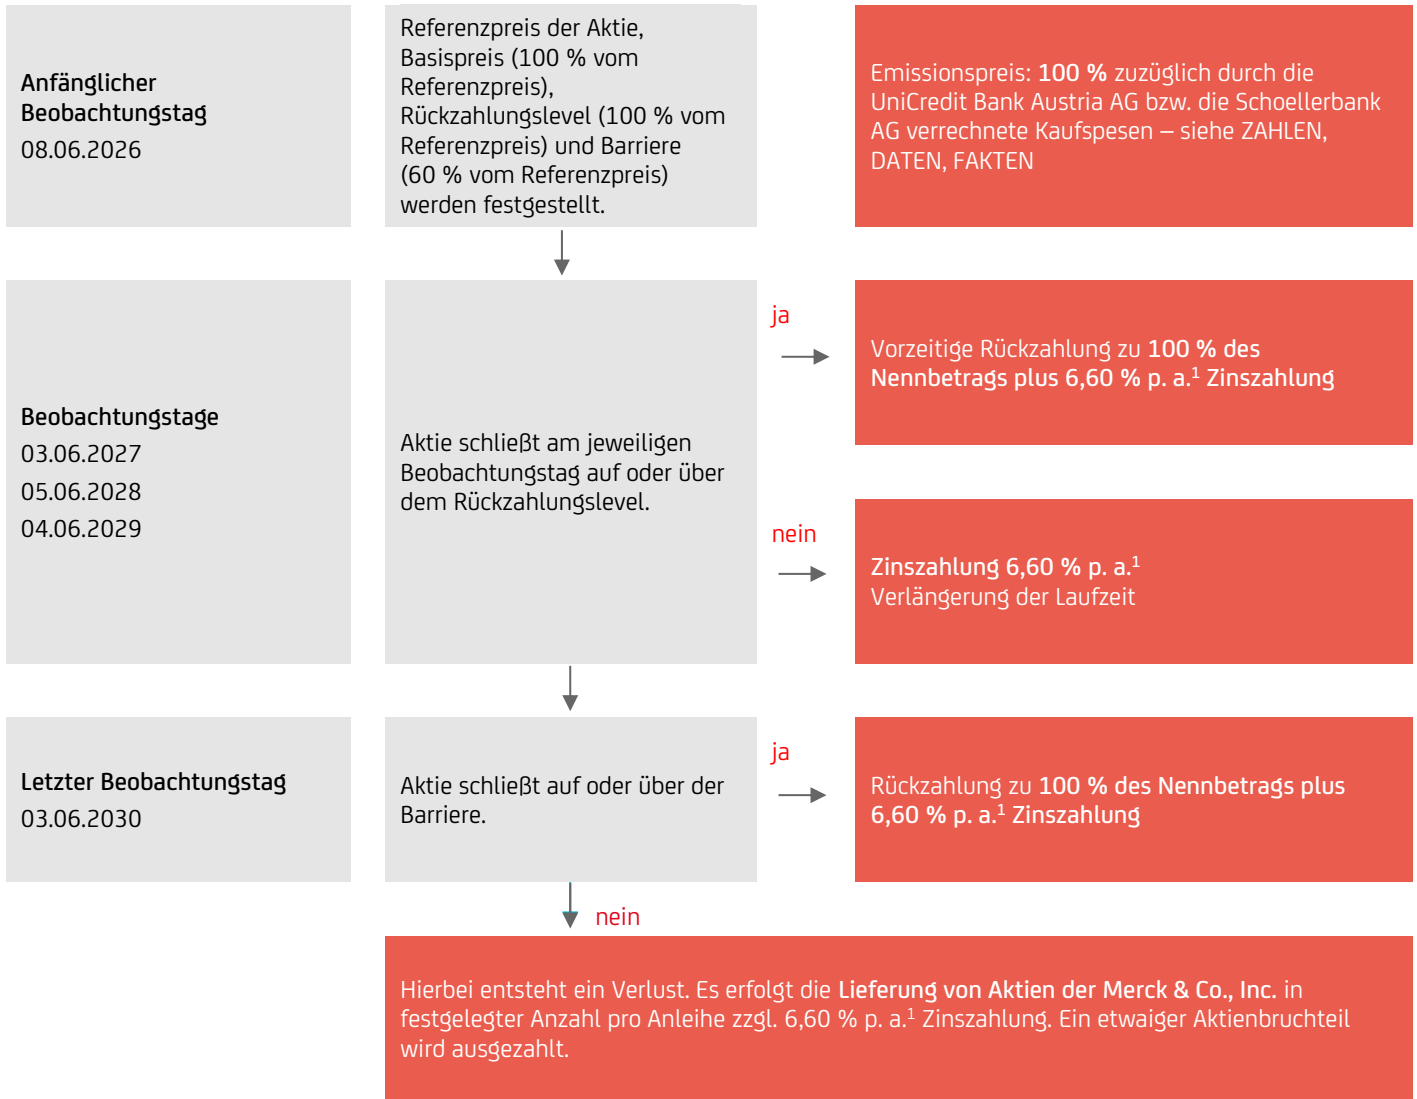 Anfänglicher
Beobachtungstag
08.06.2026
Referenzpreis der Aktie,
Basispreis (100 % vom
Referenzpreis),
Rückzahlungslevel (100 % vom
Referenzpreis) und Barriere
(60 % vom Referenzpreis)
werden festgestellt.
Emissionspreis: 100 % zuzüglich durch die
UniCredit Bank Austria AG bzw. die Schoellerbank
AG verrechnete Kaufspesen – siehe ZAHLEN,
DATEN, FAKTEN
Beobachtungstage
03.06.2027
05.06.2028
04.06.2029
Aktie schließt am jeweiligen
Beobachtungstag auf oder über
dem Rückzahlungslevel.
ja
Vorzeitige Rückzahlung zu 100 % des
Nennbetrags plus 6,60 % p. a.¹ Zinszahlung
nein
Zinszahlung 6,60 % p. a.¹
Verlängerung der Laufzeit
Letzter Beobachtungstag
03.06.2030
Aktie schließt auf oder über der
Barriere.
ja
Rückzahlung zu 100 % des Nennbetrags plus
6,60 % p. a.¹ Zinszahlung
nein
Hierbei entsteht ein Verlust. Es erfolgt die Lieferung von Aktien der Merck & Co., Inc. in
festgelegter Anzahl pro Anleihe zzgl. 6,60 % p. a.¹ Zinszahlung. Ein etwaiger Aktienbruchteil
wird ausgezahlt.